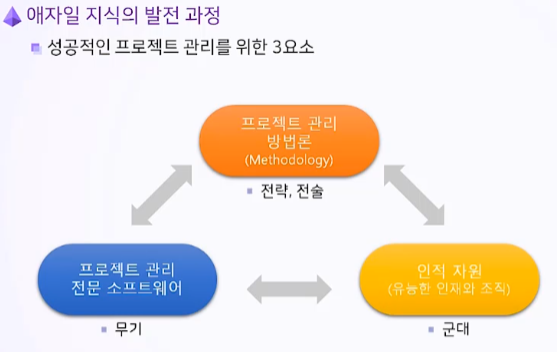 애자일 지식의 발전 과정
성공적인 프로젝트 관리를 위한 3요소
프로젝트 관리
방법론
(Methodology)
전략, 전술
프로젝트 관리
전문 소프트웨어
무기
인적 자원
(유능한 인재와 조직)
군대